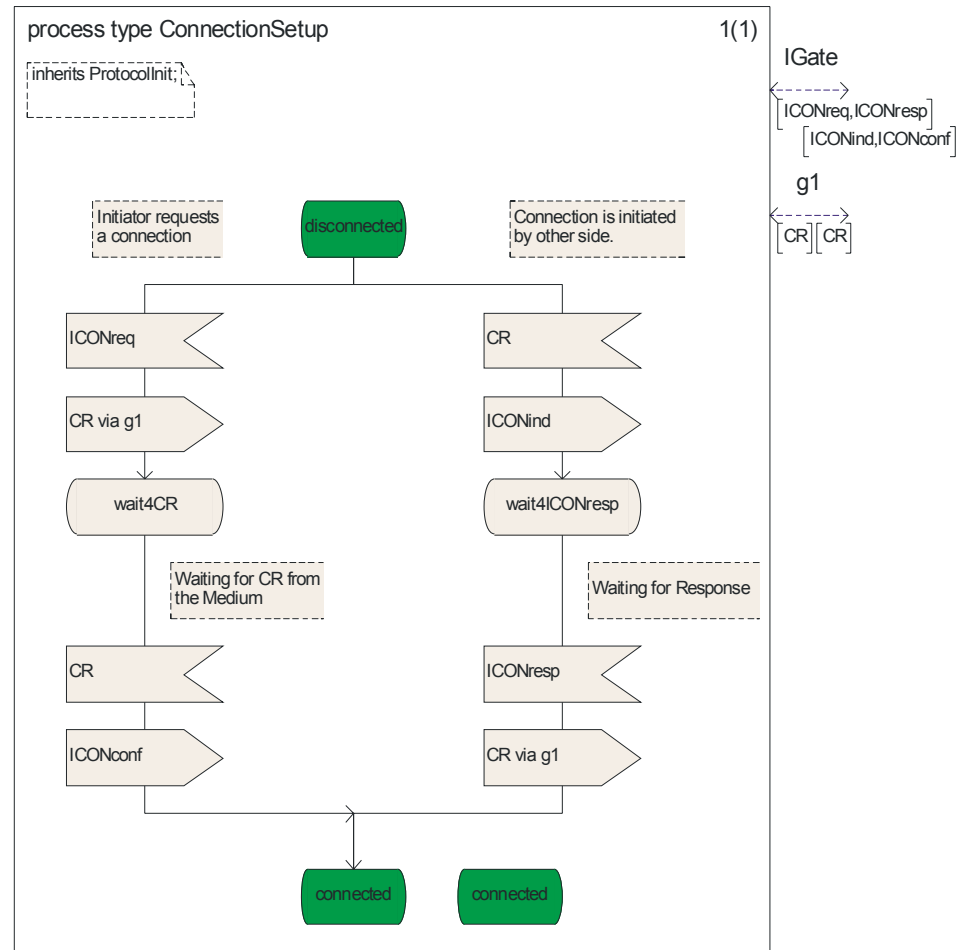 process type ConnectionSetup
1(1)
inherits ProtocolInit;
IGate
[ICONreq,ICONresp]
[ICONind,ICONconf]
g1
[CR][CR]
Initiator requests
a connection
disconnected
Connection is initiated
by other side.
ICONreq
CR
CR via g1
ICONind
wait4CR
wait4ICONresp
Waiting for CR from
the Medium
Waiting for Response
CR
ICONresp
ICONconf
CR via g1
connected
connected